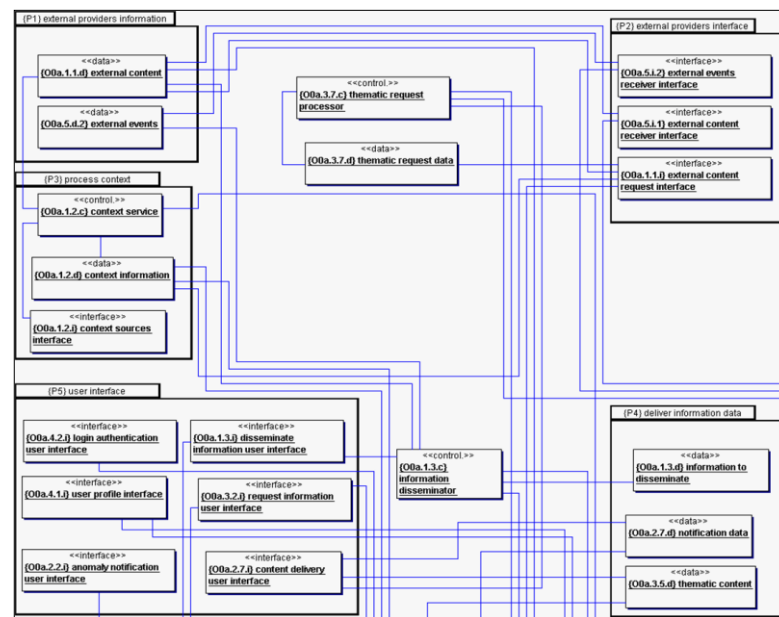 {P1} external providers information
<<data>>
{O0a.1.1.d} external content
<<data>>
{O0a.5.d.2} external events
<<control.>>
{O0a.3.7.c} thematic request
processor
<<data>>
{O0a.3.7.d} thematic request data
{P2} external providers interface
<<interface>>
{O0a.5.i.2} external events
receiver interface
<<interface>>
{O0a.5.i.1} external content
receiver interface
<<interface>>
{O0a.1.1.i} external content
request interface
{P3} process context
<<control.>>
{O0a.1.2.c} context service
<<data>>
{O0a.1.2.d} context information
<<interface>>
{O0a.1.2.i} context sources
interface
{P5} user interface
<<interface>>
{O0a.4.2.i} login authentication
user interface
<<interface>>
{O0a.1.3.i} disseminate
information user interface
<<interface>>
{O0a.4.1.i} user profile interface
<<interface>>
{O0a.3.2.i} request information
user interface
<<interface>>
{O0a.2.2.i} anomaly notification
user interface
<<interface>>
{O0a.2.7.i} content delivery
user interface
<<control.>>
{O0a.1.3.c}
information
disseminator
{P4} deliver information data
<<data>>
{O0a.1.3.d} information to
disseminate
<<data>>
{O0a.2.7.d} notification data
<<data>>
{O0a.3.5.d} thematic content